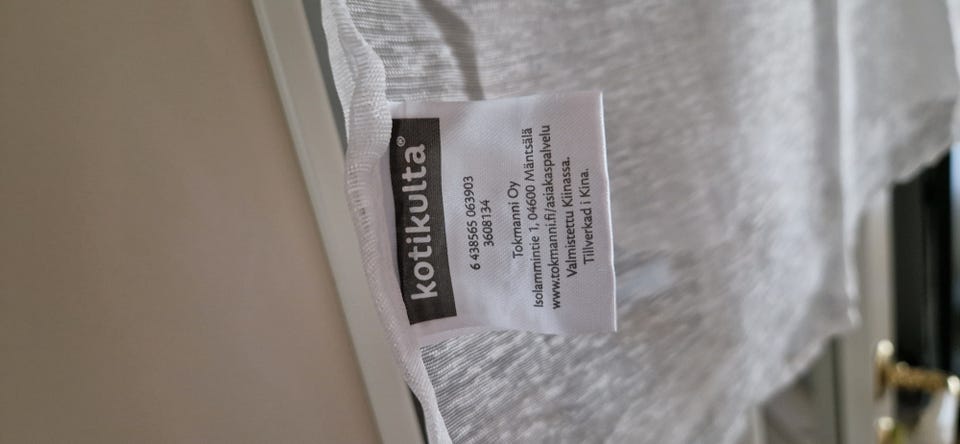 kotikulta®
6 438565 063903
3608134
Tokmanni Oy
Isolammintie 1, 04600 Mäntsälä
www.tokmanni.fi/asiakaspalvelu
Valmistettu Kiinassa.
Tillverkad i Kina.